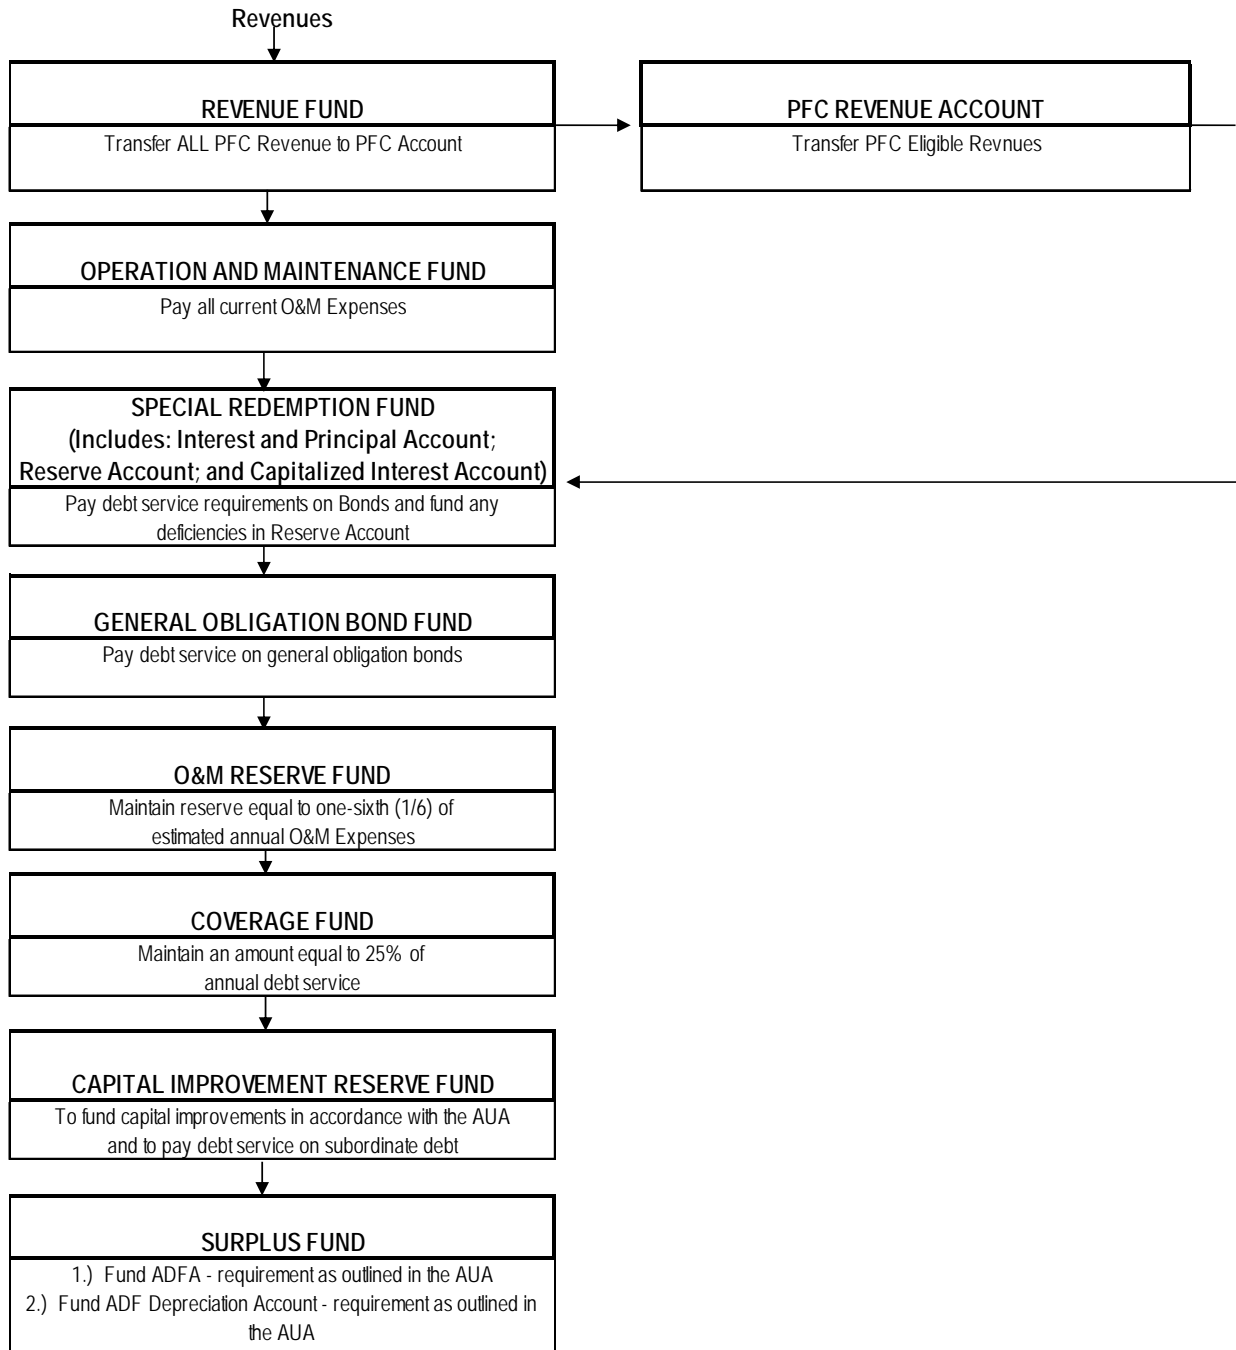 Revenues
REVENUE FUND
Transfer ALL PFC Revenue to PFC Account
PFC REVENUE ACCOUNT
Transfer PFC Eligible Revnues
OPERATION AND MAINTENANCE FUND
Pay all current O&M Expenses
SPECIAL REDEMPTION FUND
(Includes: Interest and Principal Account;
Reserve Account; and Capitalized Interest Account)
Pay debt service requirements on Bonds and fund any
deficiencies in Reserve Account
GENERAL OBLIGATION BOND FUND
Pay debt service on general obligation bonds
O&M RESERVE FUND
Maintain reserve equal to one-sixth (1/6) of
estimated annual O&M Expenses
COVERAGE FUND
Maintain an amount equal to 25% of
annual debt service
CAPITAL IMPROVEMENT RESERVE FUND
To fund capital improvements in accordance with the AUA
and to pay debt service on subordinate debt
SURPLUS FUND
1.) Fund ADFA - requirement as outlined in the AUA
2.) Fund ADF Depreciation Account - requirement as outlined in
the AUA